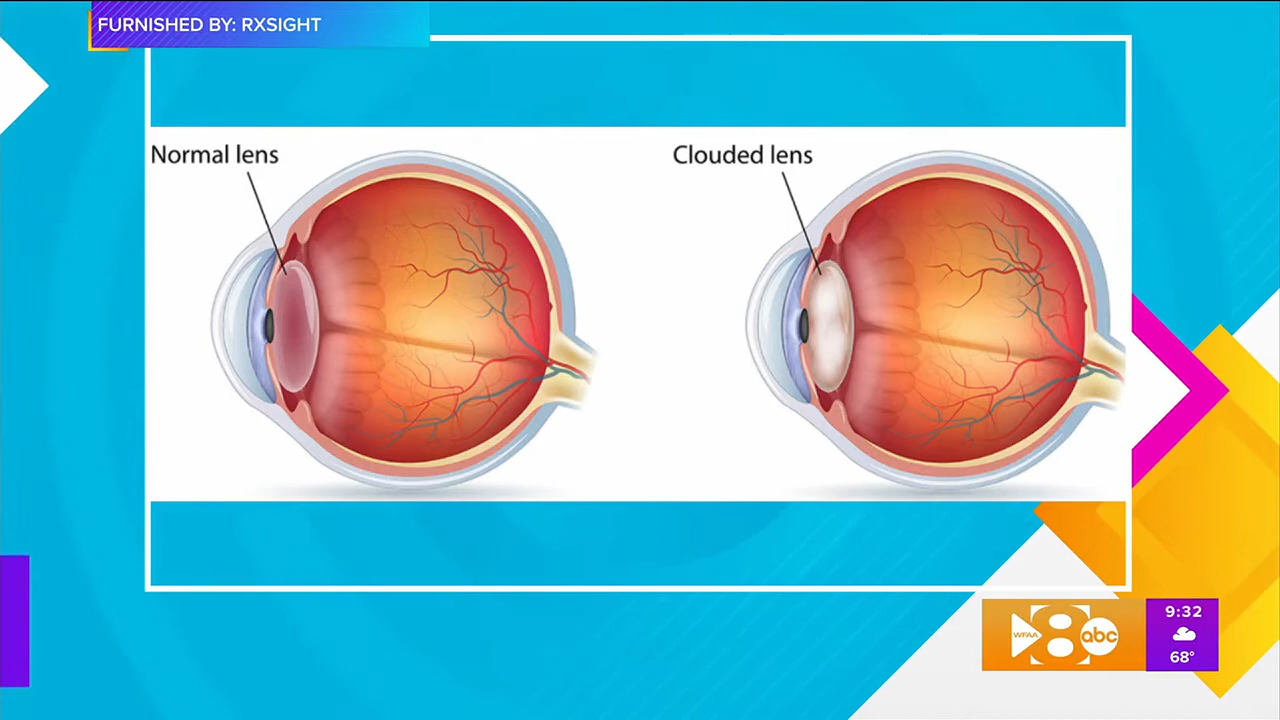 FURNISHED BY: RXSIGHT
Normal lens
Clouded lens
WFAA 8 abc
9:32
68°